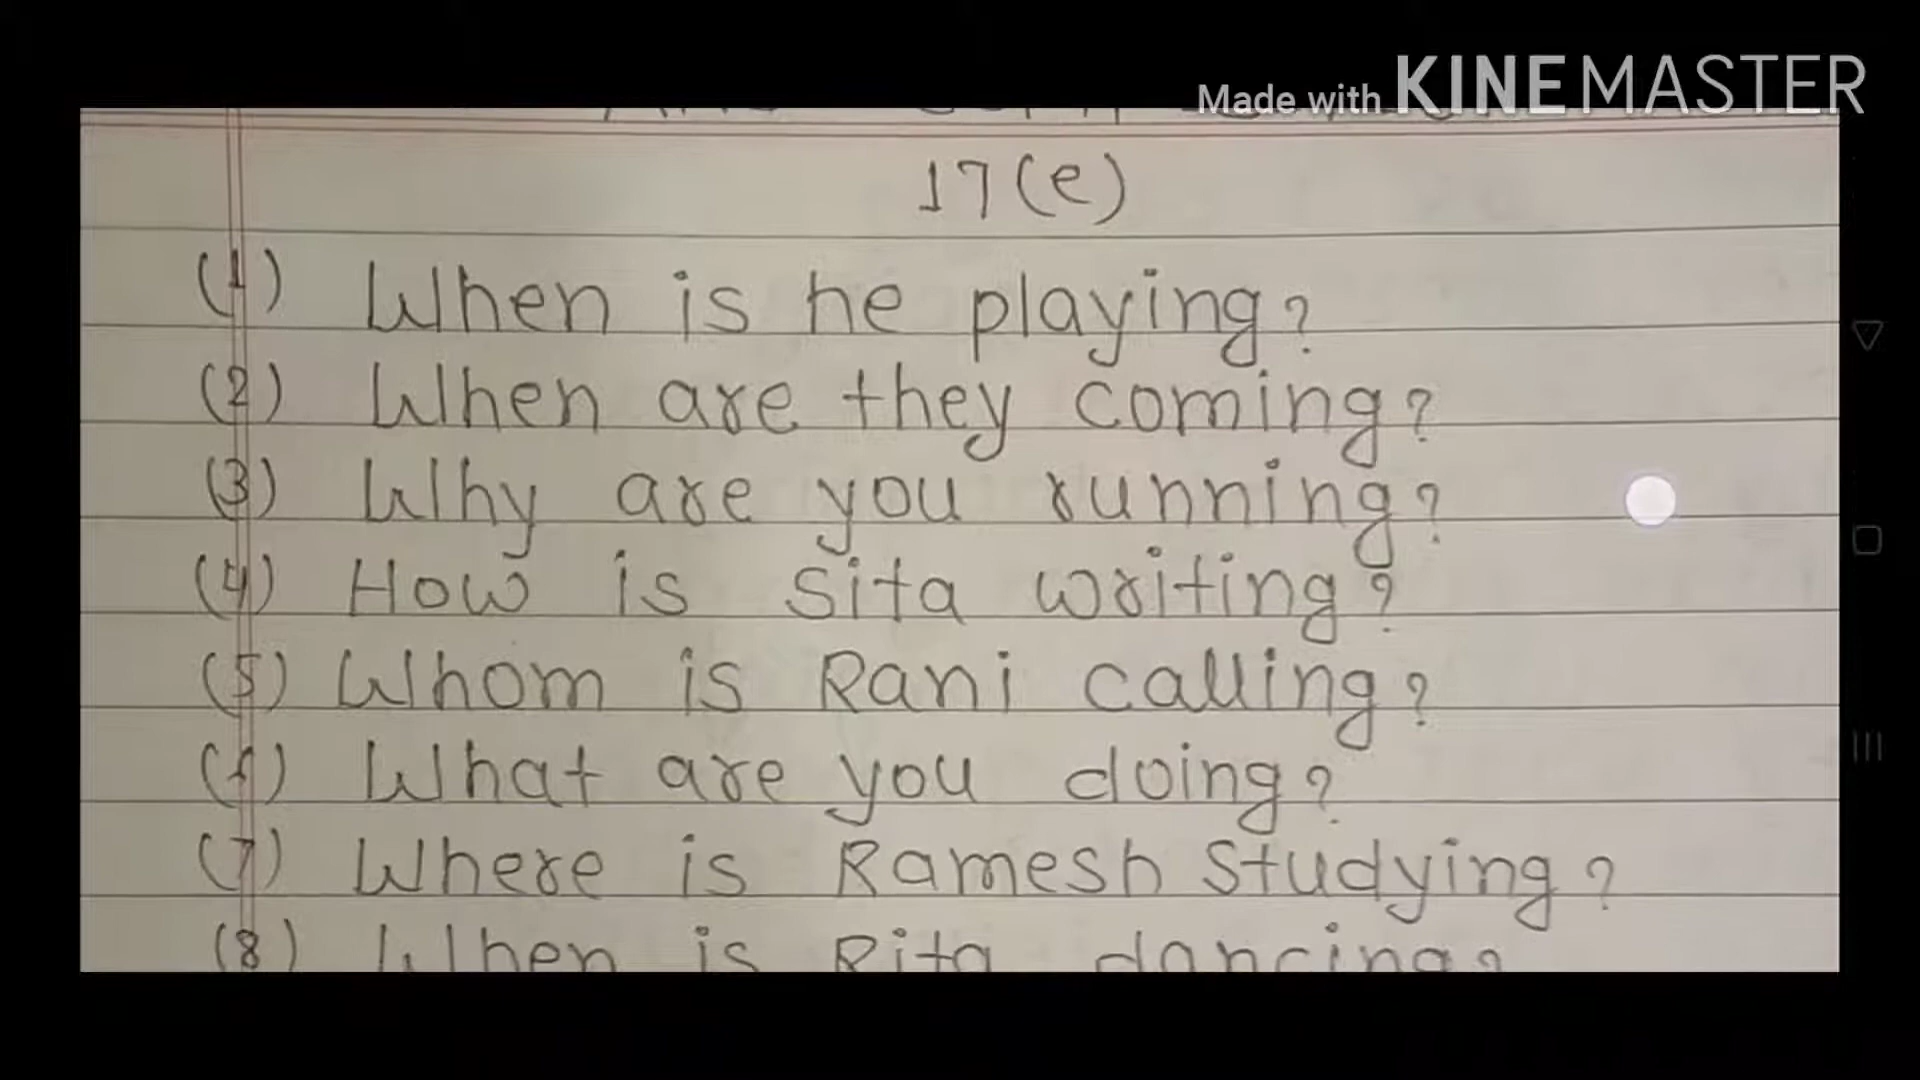 Made with KINEMASTER
17(e)
(1) When is he playing?
(2) When are they coming?
(3) Why are you running?
(4) How is Sita writing?
(5) Whom is Rani calling?
(6) What are you doing?
(7) Where is Ramesh Studying?
(8) When is Rita dancing?